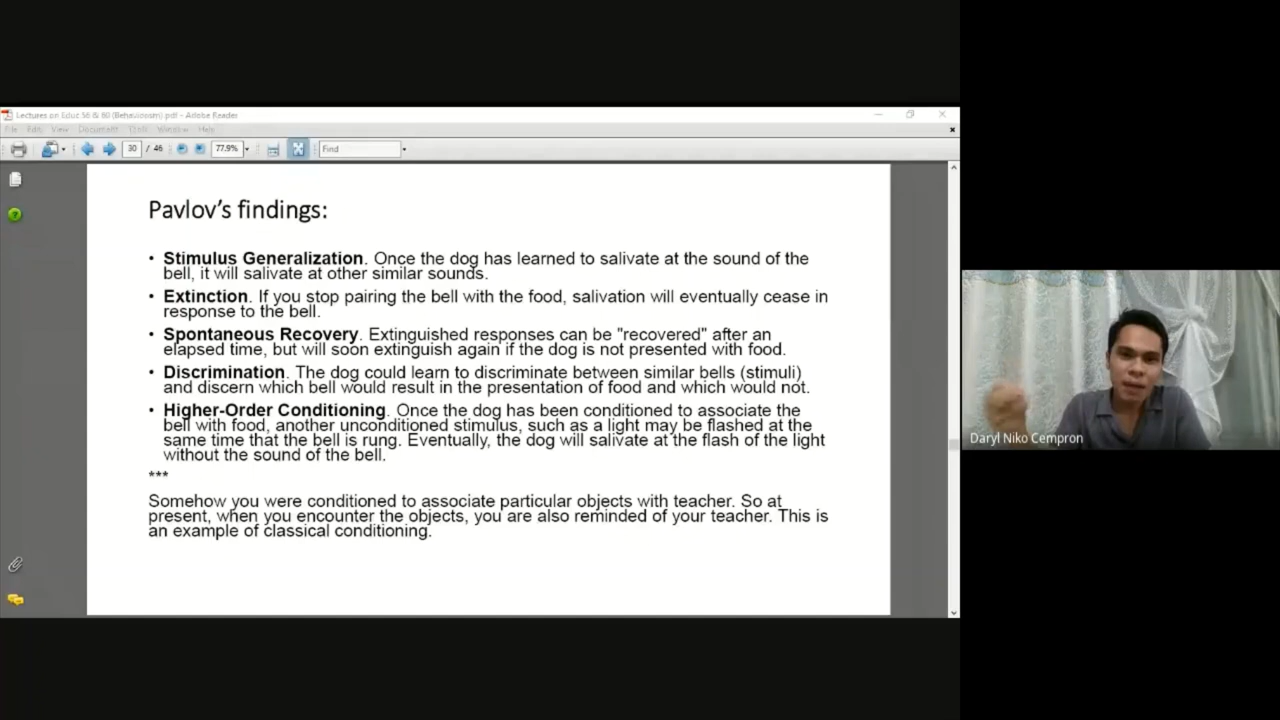 Lectures on Educ 56 & 60 (Behaviorism).pdf - Adobe Reader
File Edit View Document Tools Window Help
30 / 46 77.9% Find
Pavlov's findings:
• Stimulus Generalization. Once the dog has learned to salivate at the sound of the
bell, it will salivate at other similar sounds.
• Extinction. If you stop pairing the bell with the food, salivation will eventually cease in
response to the bell.
• Spontaneous Recovery. Extinguished responses can be "recovered" after an
elapsed time, but will soon extinguish again if the dog is not presented with food.
• Discrimination. The dog could learn to discriminate between similar bells (stimuli)
and discern which bell would result in the presentation of food and which would not.
• Higher-Order Conditioning. Once the dog has been conditioned to associate the
bell with food, another unconditioned stimulus, such as a light may be flashed at the
same time that the bell is rung. Eventually, the dog will salivate at the flash of the light
without the sound of the bell.
***
Somehow you were conditioned to associate particular objects with teacher. So at
present, when you encounter the objects, you are also reminded of your teacher. This is
an example of classical conditioning.
Daryl Niko Cempron